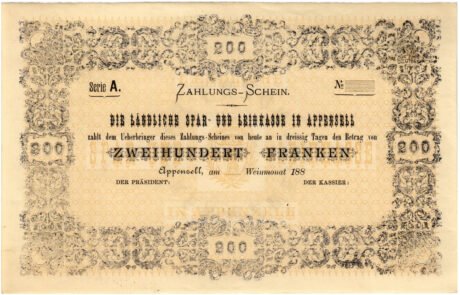 200
Serie A.
ZAHLUNGS-SCHEIN.
№
DIE LÄNDLICHE SPAR- UND LEIHKASSE IN APPENZELL
zahlt dem Ueberbringer dieses Zahlungs-Scheines von heute an in dreissig Tagen den Betrag von
200
ZWEIHUNDERT FRANKEN
200
Appenzell, am Weinmonat 188
DER PRÄSIDENT:
DER KASSIER:
200